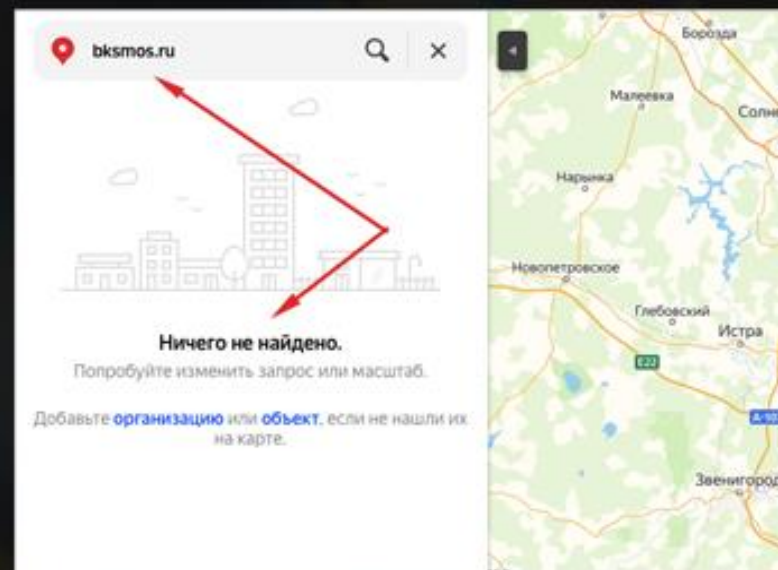 bksmos.ru
Ничего не найдено.
Попробуйте изменить запрос или масштаб.
Добавьте организацию или объект, если не нашли их
на карте.
Борозда
Малеевка
Солне
Нарынка
Новопетровское
Глебовский
Истра
E22
Звенигород